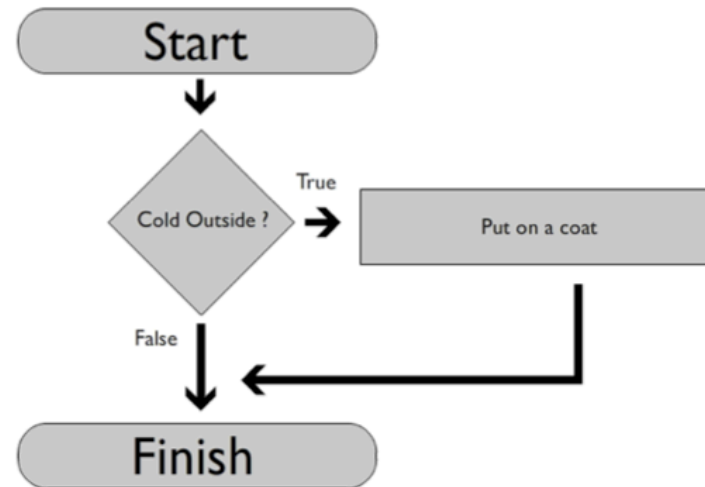 Start
True
Cold Outside ?
Put on a coat
False
Finish